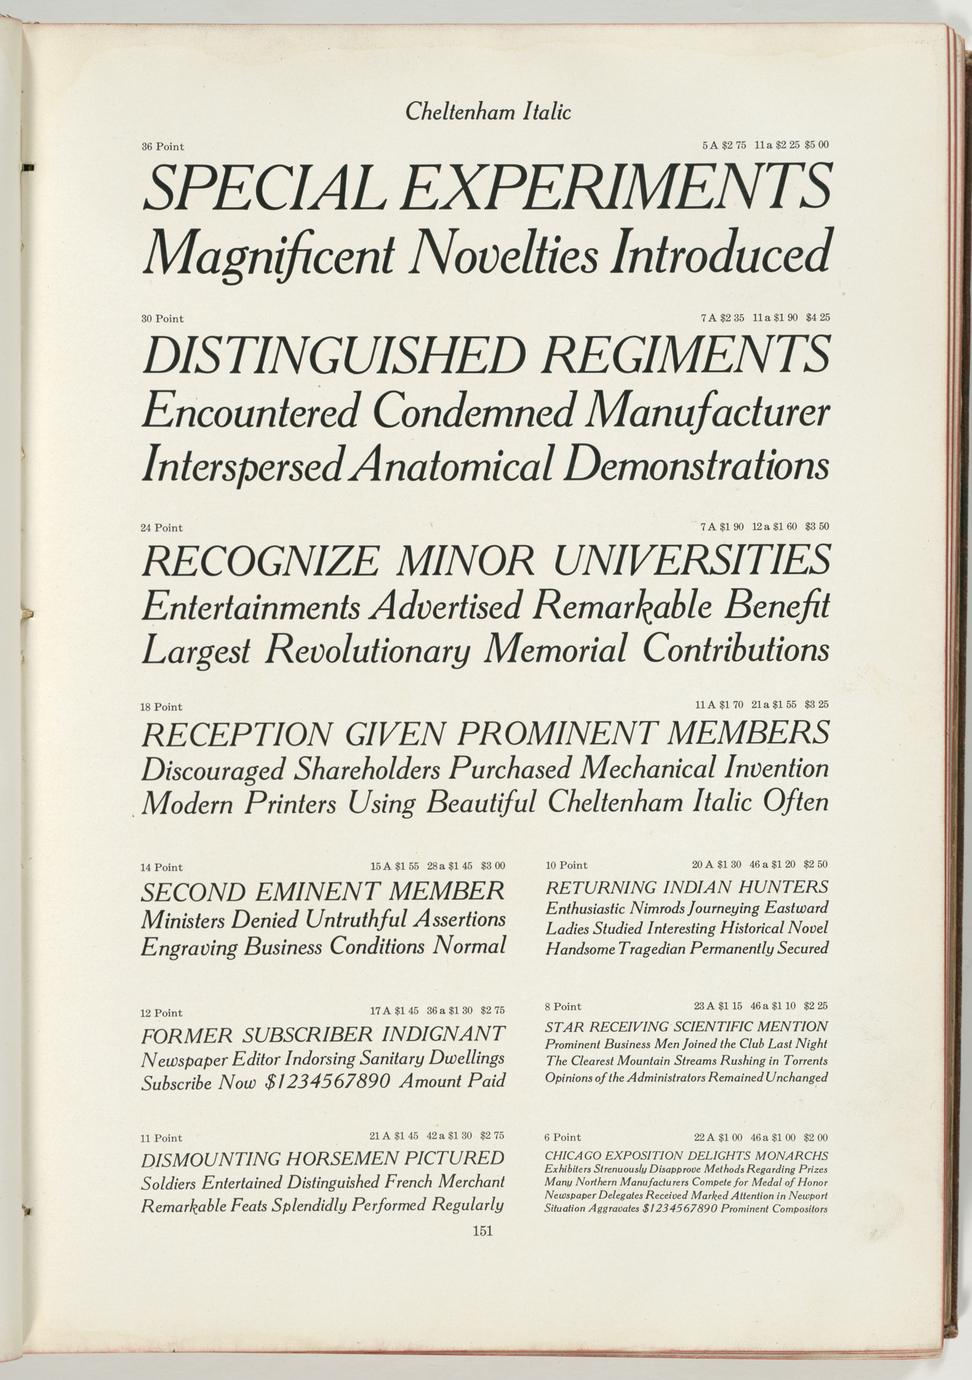 Cheltenham Italic
36 Point 5 A $2 75 11 a $2 25 $5 00
SPECIAL EXPERIMENTS
Magnificent Novelties Introduced
30 Point 7 A $2 35 11 a $1 90 $4 25
DISTINGUISHED REGIMENTS
Encountered Condemned Manufacturer
Interspersed Anatomical Demonstrations
24 Point 7 A $1 90 12 a $1 60 $3 50
RECOGNIZE MINOR UNIVERSITIES
Entertainments Advertised Remarkable Benefit
Largest Revolutionary Memorial Contributions
18 Point 11 A $1 70 21 a $1 55 $3 25
RECEPTION GIVEN PROMINENT MEMBERS
Discouraged Shareholders Purchased Mechanical Invention
Modern Printers Using Beautiful Cheltenham Italic Often
14 Point 15 A $1 55 28 a $1 45 $3 00
SECOND EMINENT MEMBER
Ministers Denied Untruthful Assertions
Engraving Business Conditions Normal
12 Point 17 A $1 45 36 a $1 30 $2 75
FORMER SUBSCRIBER INDIGNANT
Newspaper Editor Indorsing Sanitary Dwellings
Subscribe Now $1234567890 Amount Paid
11 Point 21 A $1 45 42 a $1 30 $2 75
DISMOUNTING HORSEMEN PICTURED
Soldiers Entertained Distinguished French Merchant
Remarkable Feats Splendidly Performed Regularly
10 Point 20 A $1 30 46 a $1 20 $2 50
RETURNING INDIAN HUNTERS
Enthusiastic Nimrods Journeying Eastward
Ladies Studied Interesting Historical Novel
Handsome Tragedian Permanently Secured
8 Point 23 A $1 15 46 a $1 10 $2 25
STAR RECEIVING SCIENTIFIC MENTION
Prominent Business Men Joined the Club Last Night
The Clearest Mountain Streams Rushing in Torrents
Opinions of the Administrators Remained Unchanged
6 Point 22 A $1 00 46 a $1 00 $2 00
CHICAGO EXPOSITION DELIGHTS MONARCHS
Exhibiters Strenuously Disapprove Methods Regarding Prizes
Many Northern Manufacturers Compete for Medal of Honor
Newspaper Delegates Received Marked Attention in Newport
Situation Aggravates $1234567890 Prominent Compositors
151